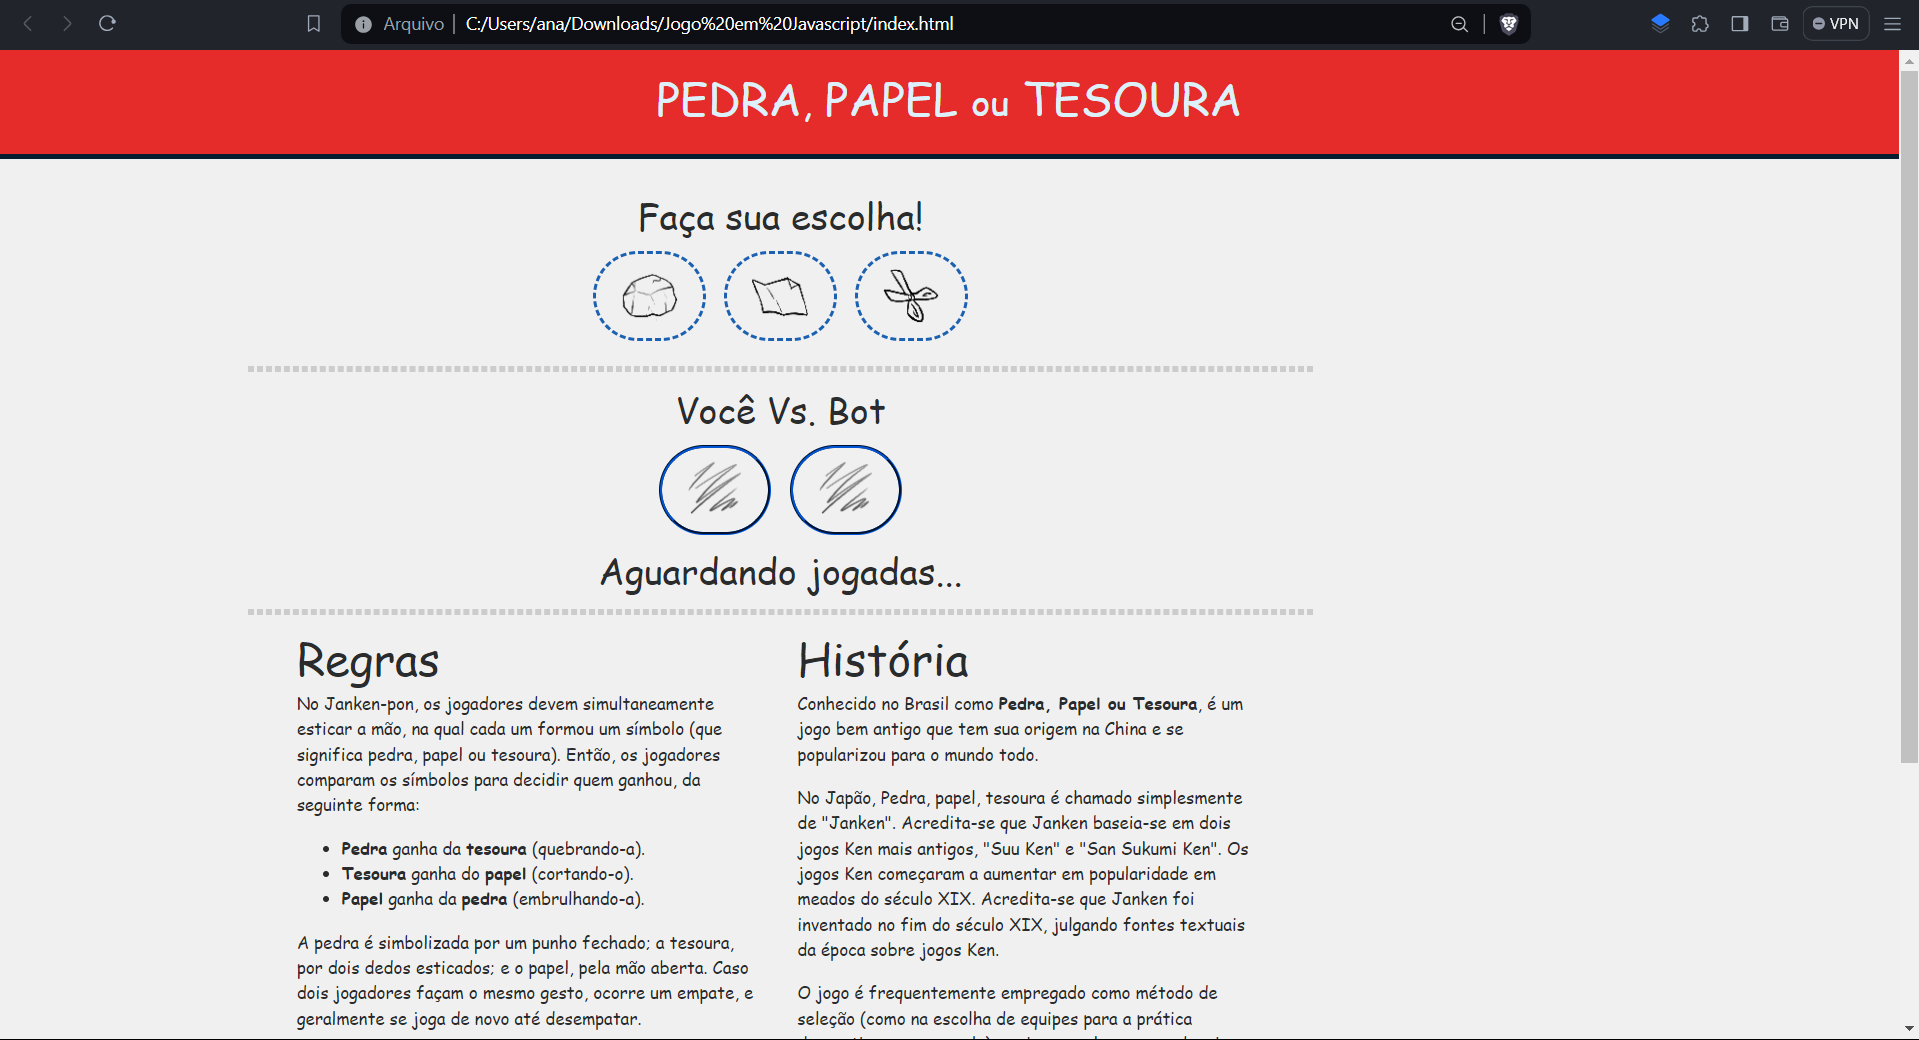 Arquivo | C:/Users/ana/Downloads/Jogo%20em%20Javascript/index.html
VPN
PEDRA, PAPEL ou TESOURA
Faça sua escolha!
Você Vs. Bot
Aguardando jogadas...
Regras
No Janken-pon, os jogadores devem simultaneamente
esticar a mão, na qual cada um formou um símbolo (que
significa pedra, papel ou tesoura). Então, os jogadores
comparam os símbolos para decidir quem ganhou, da
seguinte forma:
• Pedra ganha da tesoura (quebrando-a).
• Tesoura ganha do papel (cortando-o).
• Papel ganha da pedra (embrulhando-a).
A pedra é simbolizada por um punho fechado; a tesoura,
por dois dedos esticados; e o papel, pela mão aberta. Caso
dois jogadores façam o mesmo gesto, ocorre um empate, e
geralmente se joga de novo até desempatar.
História
Conhecido no Brasil como Pedra, Papel ou Tesoura, é um
jogo bem antigo que tem sua origem na China e se
popularizou para o mundo todo.
No Japão, Pedra, papel, tesoura é chamado simplesmente
de "Janken". Acredita-se que Janken baseia-se em dois
jogos Ken mais antigos, "Suu Ken" e "San Sukumi Ken". Os
jogos Ken começaram a aumentar em popularidade em
meados do século XIX. Acredita-se que Janken foi
inventado no fim do século XIX, julgando fontes textuais
da época sobre jogos Ken.
O jogo é frequentemente empregado como método de
seleção (como na escolha de equipes para a prática